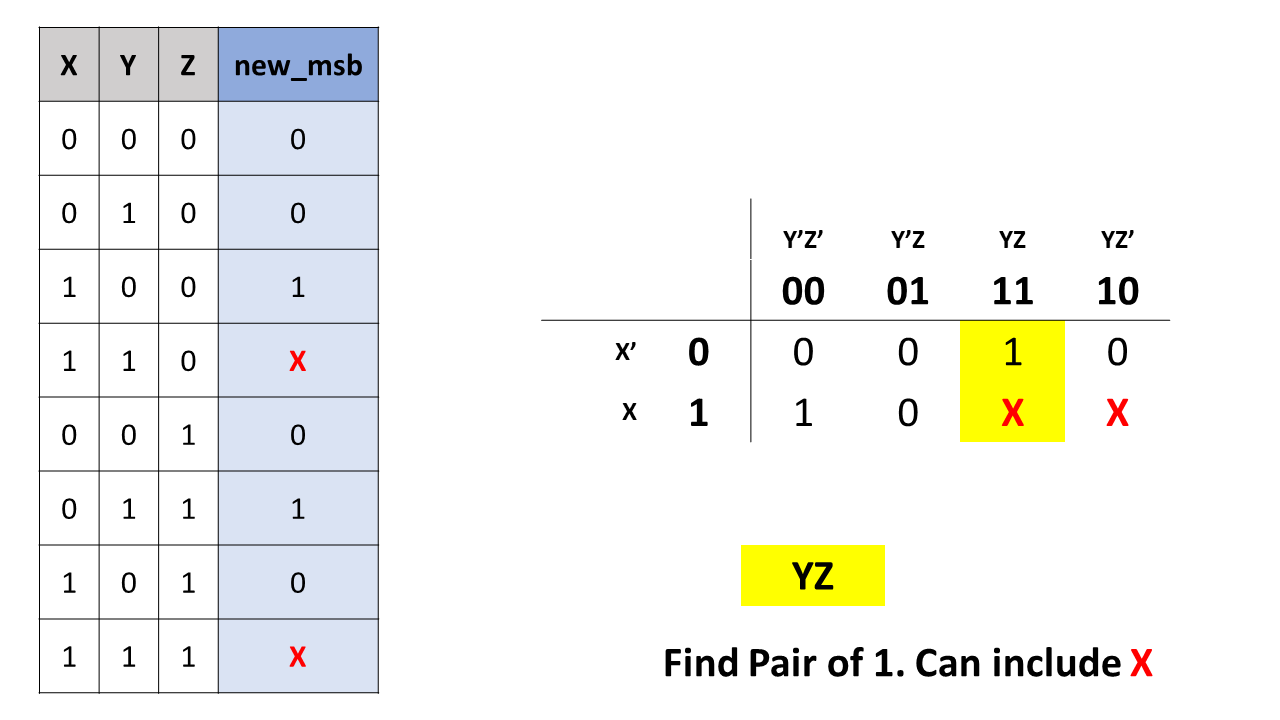 X Y Z new_msb
0 0 0 0
0 1 0 0
1 0 0 1
1 1 0 X
0 0 1 0
0 1 1 1
1 0 1 0
1 1 1 X
Y’Z’ Y’Z YZ YZ’
00 01 11 10
X’ 0 0 0 1 0
X 1 1 0 X X
YZ
Find Pair of 1. Can include X